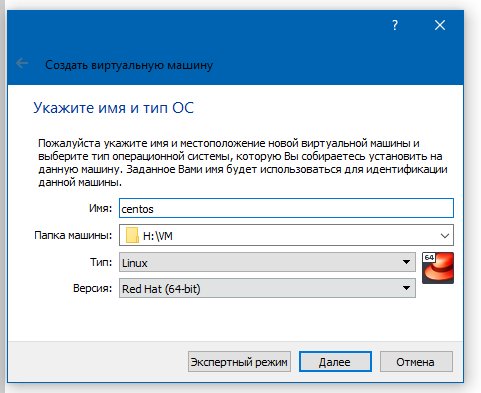 ?
Создать виртуальную машину
Укажите имя и тип ОС
Пожалуйста укажите имя и местоположение новой виртуальной машины и
выберите тип операционной системы, которую Вы собираетесь установить на
данную машину. Заданное Вами имя будет использоваться для идентификации
данной машины.
Имя: centos
Папка машины: H:\VM
Тип: Linux
64
Версия: Red Hat (64-bit)
Экспертный режим Далее Отмена